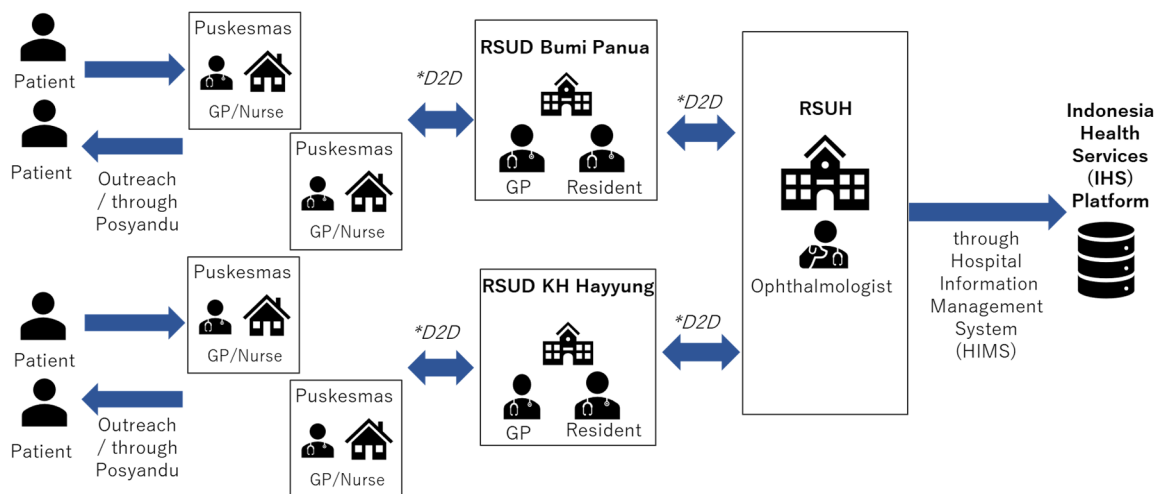 Patient
Patient
Outreach
/ through
Posyandu
Puskesmas
GP/Nurse
Puskesmas
GP/Nurse
*D2D
RSUD Bumi Panua
GP
Resident
*D2D
Patient
Patient
Outreach
/ through
Posyandu
Puskesmas
GP/Nurse
Puskesmas
GP/Nurse
*D2D
RSUD KH Hayyung
GP
Resident
*D2D
RSUH
Ophthalmologist
through
Hospital
Information
Management
System
(HIMS)
Indonesia
Health
Services
(IHS)
Platform